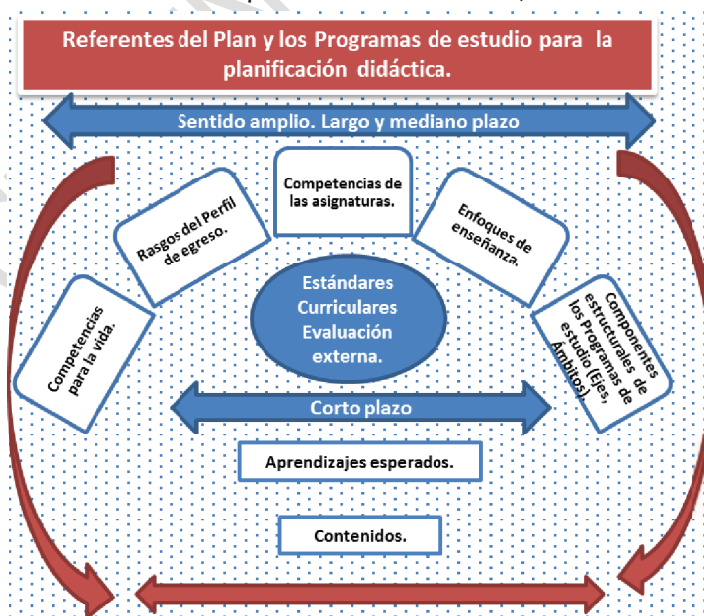 Referentes del Plan y los Programas de estudio para la
planificación didáctica.
Sentido amplio. Largo y mediano plazo
Competencias
para la vida.
Rasgos del Perfil
de egreso.
Competencias de
las asignaturas.
Enfoques de
enseñanza.
Componentes
estructurales de
los Programas de
estudio (Ejes,
Ámbitos).
Estándares
Curriculares
Evaluación
externa.
Corto plazo
Aprendizajes esperados.
Contenidos.